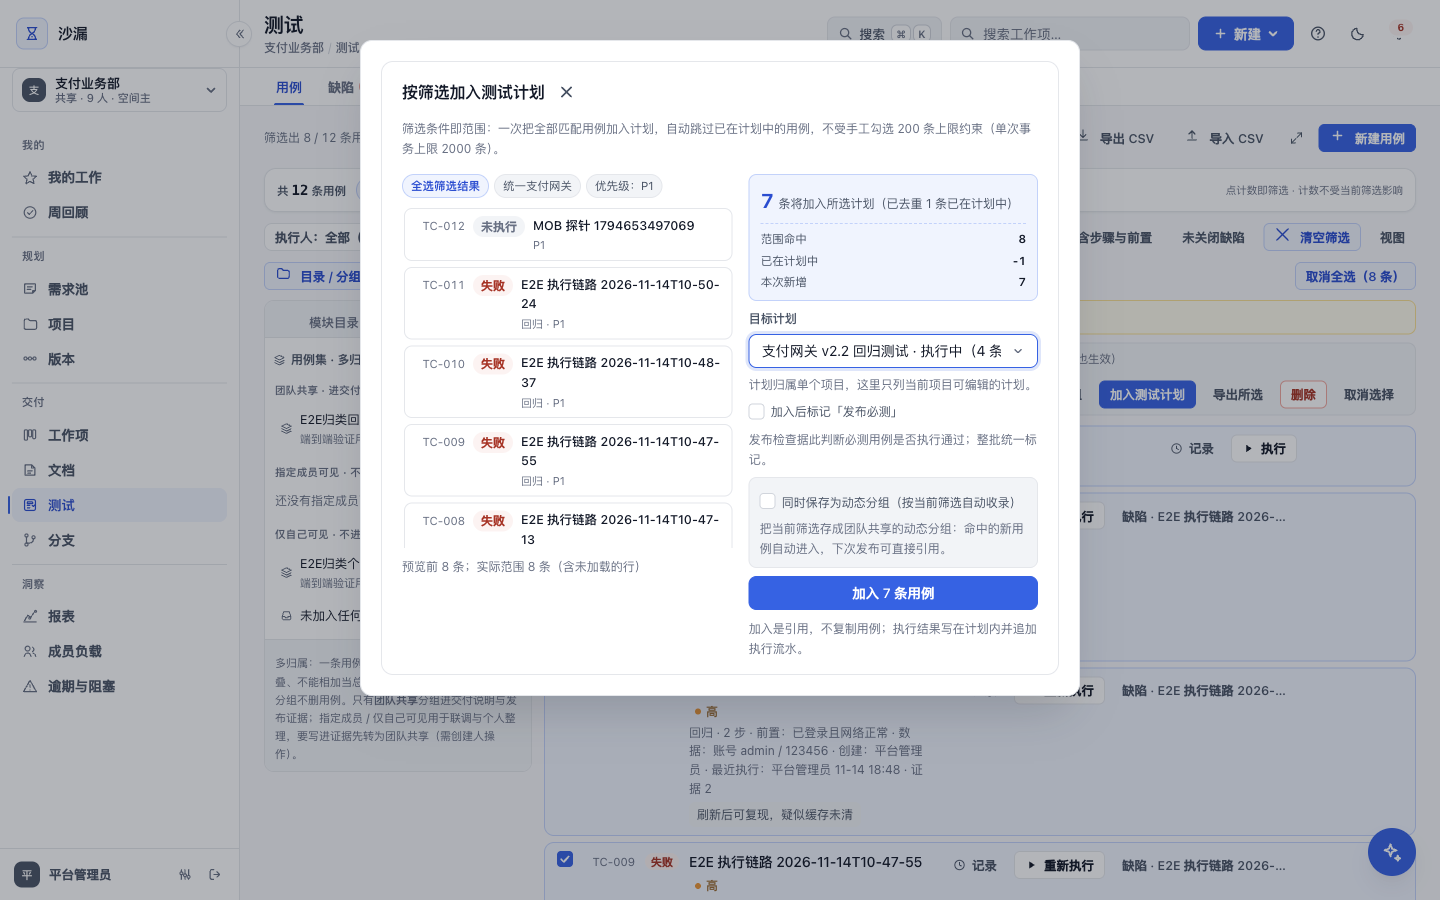 沙漏
支
支付业务部
共享 · 9 人 · 空间主
我的
我的工作
周回顾
规划
需求池
项目
版本
交付
工作项
文档
测试
分支
洞察
报表
成员负载
逾期与阻塞
平
平台管理员
测试
支付业务部 / 测试
搜索 ⌘ K
搜索工作项...
新建
6
用例
缺陷
筛选出 8 / 12 条用
导出 CSV
导入 CSV
新建用例
共 12 条用例
点计数即筛选 · 计数不受当前筛选影响
执行人：全部（
含步骤与前置
未关闭缺陷
清空筛选
视图
目录 / 分组
取消全选（8 条）
模块目录
用例集 · 多归
团队共享 · 进交付
E2E归类回
端到端验证用
指定成员可见 · 不
还没有指定成员
仅自己可见 · 不进
E2E归类个
端到端验证用
未加入任何
多归属：一条用例
叠、不能相加当总
分组不删用例。只有团队共享分组进交付说明与发
布证据；指定成员 / 仅自己可见用于联调与个人整
理，要写进证据先转为团队共享（需创建人操
作）。
也生效）
加入测试计划
导出所选
删除
取消选择
记录
执行
行
缺陷 · E2E 执行链路 2026-...
行
缺陷 · E2E 执行链路 2026-...
高
回归 · 2 步 · 前置：已登录且网络正常 · 数
据：账号 admin / 123456 · 创建：平台管理
员 · 最近执行：平台管理员 11-14 18:48 · 证
据 2
刷新后可复现，疑似缓存未清
TC-009
失败
E2E 执行链路 2026-11-14T10-47-55
高
记录
重新执行
缺陷 · E2E 执行链路 2026-...
按筛选加入测试计划
筛选条件即范围：一次把全部匹配用例加入计划，自动跳过已在计划中的用例，不受手工勾选 200 条上限约束（单次事
务上限 2000 条）。
全选筛选结果
统一支付网关
优先级：P1
TC-012
未执行
MOB 探针 1794653497069
P1
TC-011
失败
E2E 执行链路 2026-11-14T10-50-
24
回归 · P1
TC-010
失败
E2E 执行链路 2026-11-14T10-48-
37
回归 · P1
TC-009
失败
E2E 执行链路 2026-11-14T10-47-
55
回归 · P1
TC-008
失败
E2E 执行链路 2026-11-14T10-47-
13
预览前 8 条；实际范围 8 条（含未加载的行）
7 条将加入所选计划（已去重 1 条已在计划中）
范围命中 8
已在计划中 -1
本次新增 7
目标计划
支付网关 v2.2 回归测试 · 执行中（4 条
计划归属单个项目，这里只列当前项目可编辑的计划。
加入后标记「发布必测」
发布检查据此判断必测用例是否执行通过；整批统一标
记。
同时保存为动态分组（按当前筛选自动收录）
把当前筛选存成团队共享的动态分组：命中的新用
例自动进入，下次发布可直接引用。
加入 7 条用例
加入是引用，不复制用例；执行结果写在计划内并追加
执行流水。